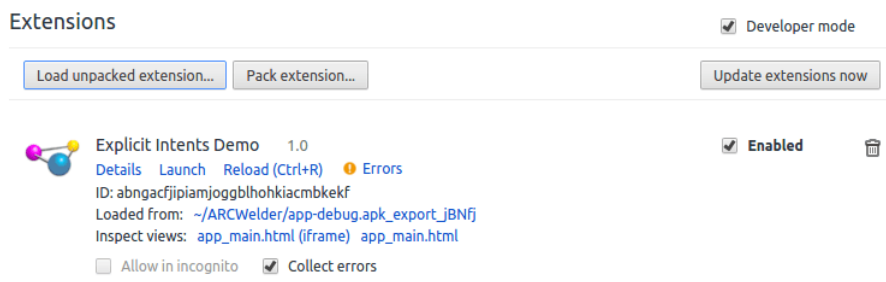 Extensions
Developer mode
Load unpacked extension... Pack extension... Update extensions now
Explicit Intents Demo 1.0 Enabled
Details Launch Reload (Ctrl+R) Errors
ID: abngacfjipiamjoggblhohkiacmbkekf
Loaded from: ~/ARCWelder/app-debug.apk_export_jBNfj
Inspect views: app_main.html (iframe) app_main.html
Allow in incognito Collect errors